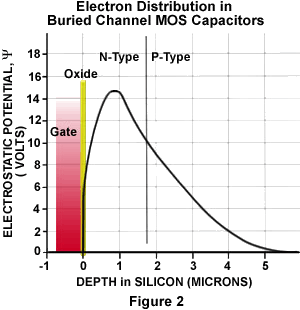 Electron Distribution in
Buried Channel MOS Capacitors
ELECTROSTATIC POTENTIAL, Ψ
( VOLTS)
18
16
14
12
10
8
6
4
2
0
N-Type
P-Type
Oxide
Gate
-1 0 1 2 3 4 5
DEPTH in SILICON (MICRONS)
Figure 2